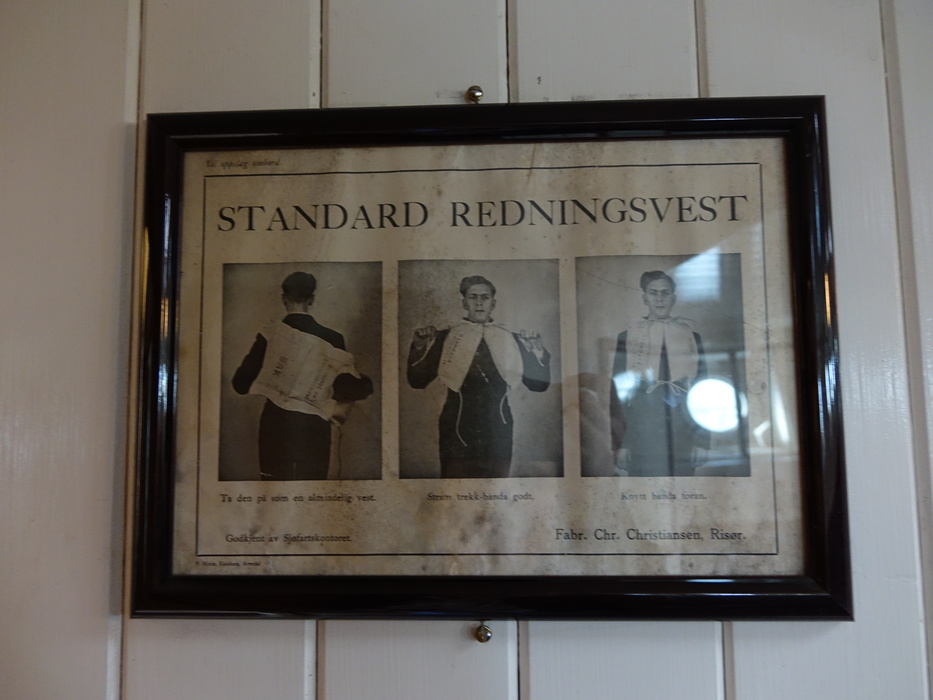 STANDARD REDNINGSVEST
Ta den på som en almindelig vest.
Stram trekk-bånda godt.
Knytt bånda foran.
Godkjent av Sjøfartskontoret.
Fabr. Chr. Christiansen, Risør.